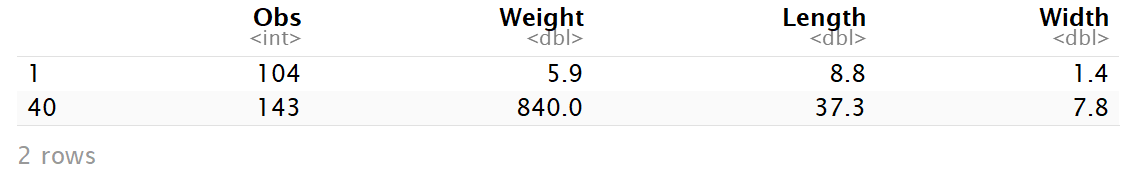 Obs Weight Length Width
<int> <dbl> <dbl> <dbl>
1 104 5.9 8.8 1.4
40 143 840.0 37.3 7.8
2 rows